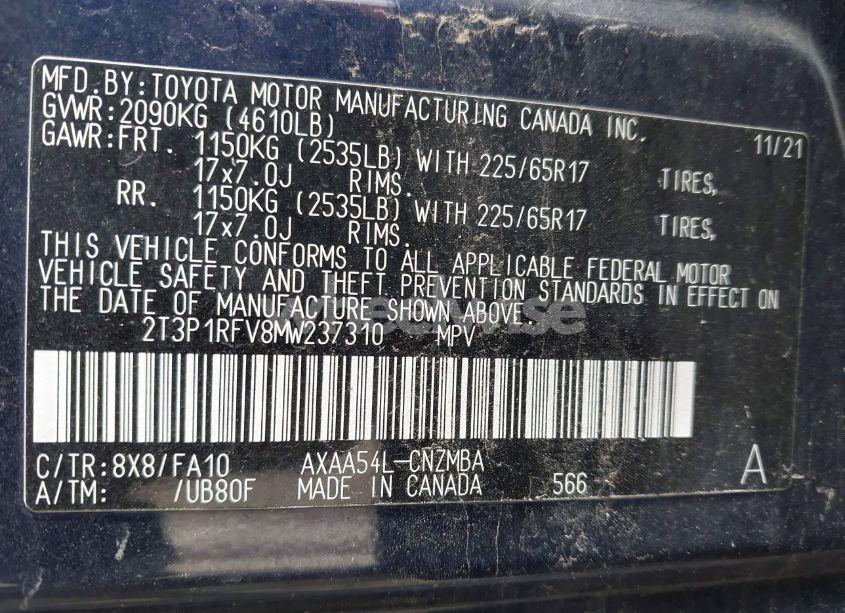 MFD.BY:TOYOTA MOTOR MANUFACTURING CANADA INC.
GVWR:2090KG (4610LB) 11/21
GAWR:FRT. 1150KG (2535LB) WITH 225/65R17 TIRES,
17x7.0J RIMS.
RR. 1150KG (2535LB) WITH 225/65R17 TIRES,
17x7.0J RIMS.
THIS VEHICLE CONFORMS TO ALL APPLICABLE FEDERAL MOTOR
VEHICLE SAFETY AND THEFT PREVENTION STANDARDS IN EFFECT ON
THE DATE OF MANUFACTURE SHOWN ABOVE.
2T3P1RFV8MW237310 MPV
C/TR:8X8/FA10 AXAA54L-CNZMBA A
A/TM: /UB80F MADE IN CANADA 566